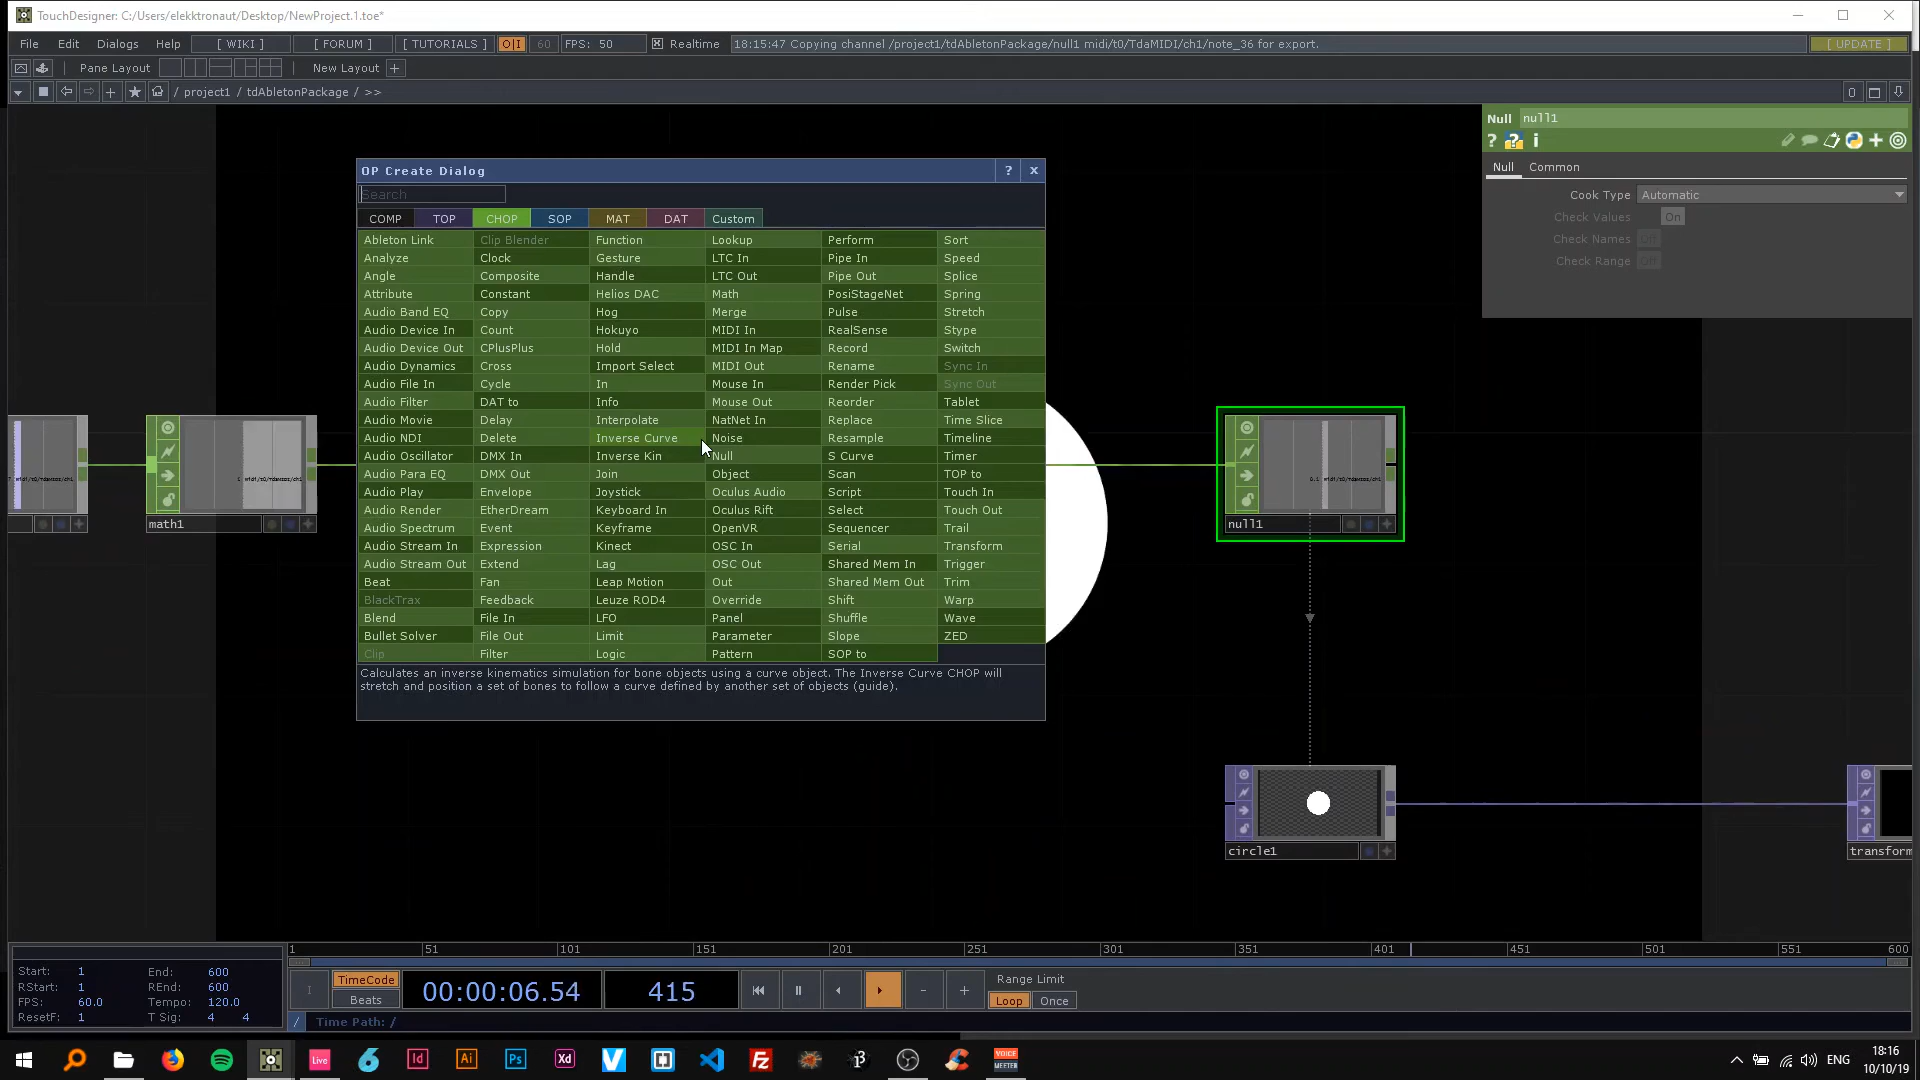 TouchDesigner: C:/Users/elekktronaut/Desktop/NewProject.1.toe*
File Edit Dialogs Help [ WIKI ] [ FORUM ] [ TUTORIALS ] O|I 60 FPS: 50 Realtime 18:15:47 Copying channel /project1/tdAbletonPackage/null1 midi/t0/TdaMIDI/ch1/note_36 for export. [ UPDATE ]
Pane Layout New Layout +
/ project1 / tdAbletonPackage / >> 0
Null null1
? ? i
Null Common
Cook Type Automatic
Check Values On
Check Names
Check Range
OP Create Dialog ? x
Search
COMP TOP CHOP SOP MAT DAT Custom
Ableton Link Clip Blender Function Lookup Perform Sort
Analyze Clock Gesture LTC In Pipe In Speed
Angle Composite Handle LTC Out Pipe Out Splice
Attribute Constant Helios DAC Math PosiStageNet Spring
Audio Band EQ Copy Hog Merge Pulse Stretch
Audio Device In Count Hokuyo MIDI In RealSense Stype
Audio Device Out CPlusPlus Hold MIDI In Map Record Switch
Audio Dynamics Cross Import Select MIDI Out Rename Sync In
Audio File In Cycle In Mouse In Render Pick Sync Out
Audio Filter DAT to Info Mouse Out Reorder Tablet
Audio Movie Delay Interpolate NatNet In Replace Time Slice
Audio NDI Delete Inverse Curve Noise Resample Timeline
Audio Oscillator DMX In Inverse Kin Null S Curve Timer
Audio Para EQ DMX Out Join Object Scan TOP to
Audio Play Envelope Joystick Oculus Audio Script Touch In
Audio Render EtherDream Keyboard In Oculus Rift Select Touch Out
Audio Spectrum Event Keyframe OpenVR Sequencer Trail
Audio Stream In Expression Kinect OSC In Serial Transform
Audio Stream Out Extend Lag OSC Out Shared Mem In Trigger
Beat Fan Leap Motion Out Shared Mem Out Trim
BlackTrax Feedback Leuze ROD4 Override Shift Warp
Blend File In LFO Panel Shuffle Wave
Bullet Solver File Out Limit Parameter Slope ZED
Clip Filter Logic Pattern SOP to
Calculates an inverse kinematics simulation for bone objects using a curve object. The Inverse Curve CHOP will
stretch and position a set of bones to follow a curve defined by another set of objects (guide).
math1
null1
circle1
transform
1 51 101 151 201 251 301 351 401 451 501 551 600
Start: 1 End: 600
RStart: 1 REnd: 600
FPS: 60.0 Tempo: 120.0
ResetF: 1 T Sig: 4 4
TimeCode
Beats
00:00:06.54
415
- +
Range Limit
Loop Once
/ Time Path: /
Live Id Ai Ps Xd VOICE MEETER
ENG
18:16
10/10/19